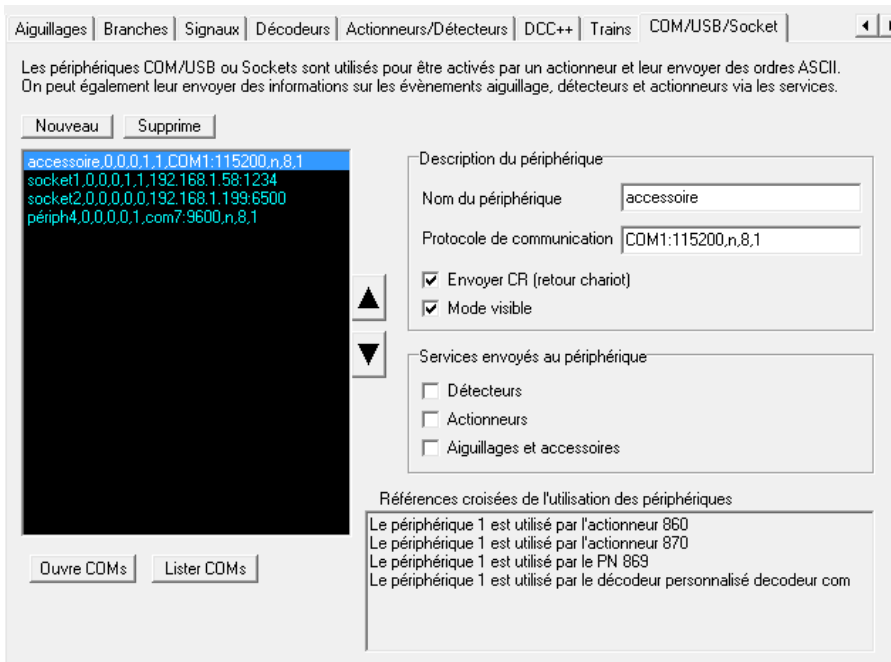 Aiguillages Branches Signaux Décodeurs Actionneurs/Détecteurs DCC++ Trains COM/USB/Socket
Les périphériques COM/USB ou Sockets sont utilisés pour être activés par un actionneur et leur envoyer des ordres ASCII.
On peut également leur envoyer des informations sur les évènements aiguillage, détecteurs et actionneurs via les services.
Nouveau Supprime
accessoire,0,0,0,1,1,COM1:115200,n,8,1
socket1,0,0,0,1,1,192.168.1.58:1234
socket2,0,0,0,0,0,192.168.1.199:6500
périph4,0,0,0,0,1,com7:9600,n,8,1
Description du périphérique
Nom du périphérique accessoire
Protocole de communication COM1:115200,n,8,1
Envoyer CR (retour chariot)
Mode visible
Services envoyés au périphérique
Détecteurs
Actionneurs
Aiguillages et accessoires
Références croisées de l'utilisation des périphériques
Le périphérique 1 est utilisé par l'actionneur 860
Le périphérique 1 est utilisé par l'actionneur 870
Le périphérique 1 est utilisé par le PN 869
Le périphérique 1 est utilisé par le décodeur personnalisé decodeur com
Ouvre COMs Lister COMs